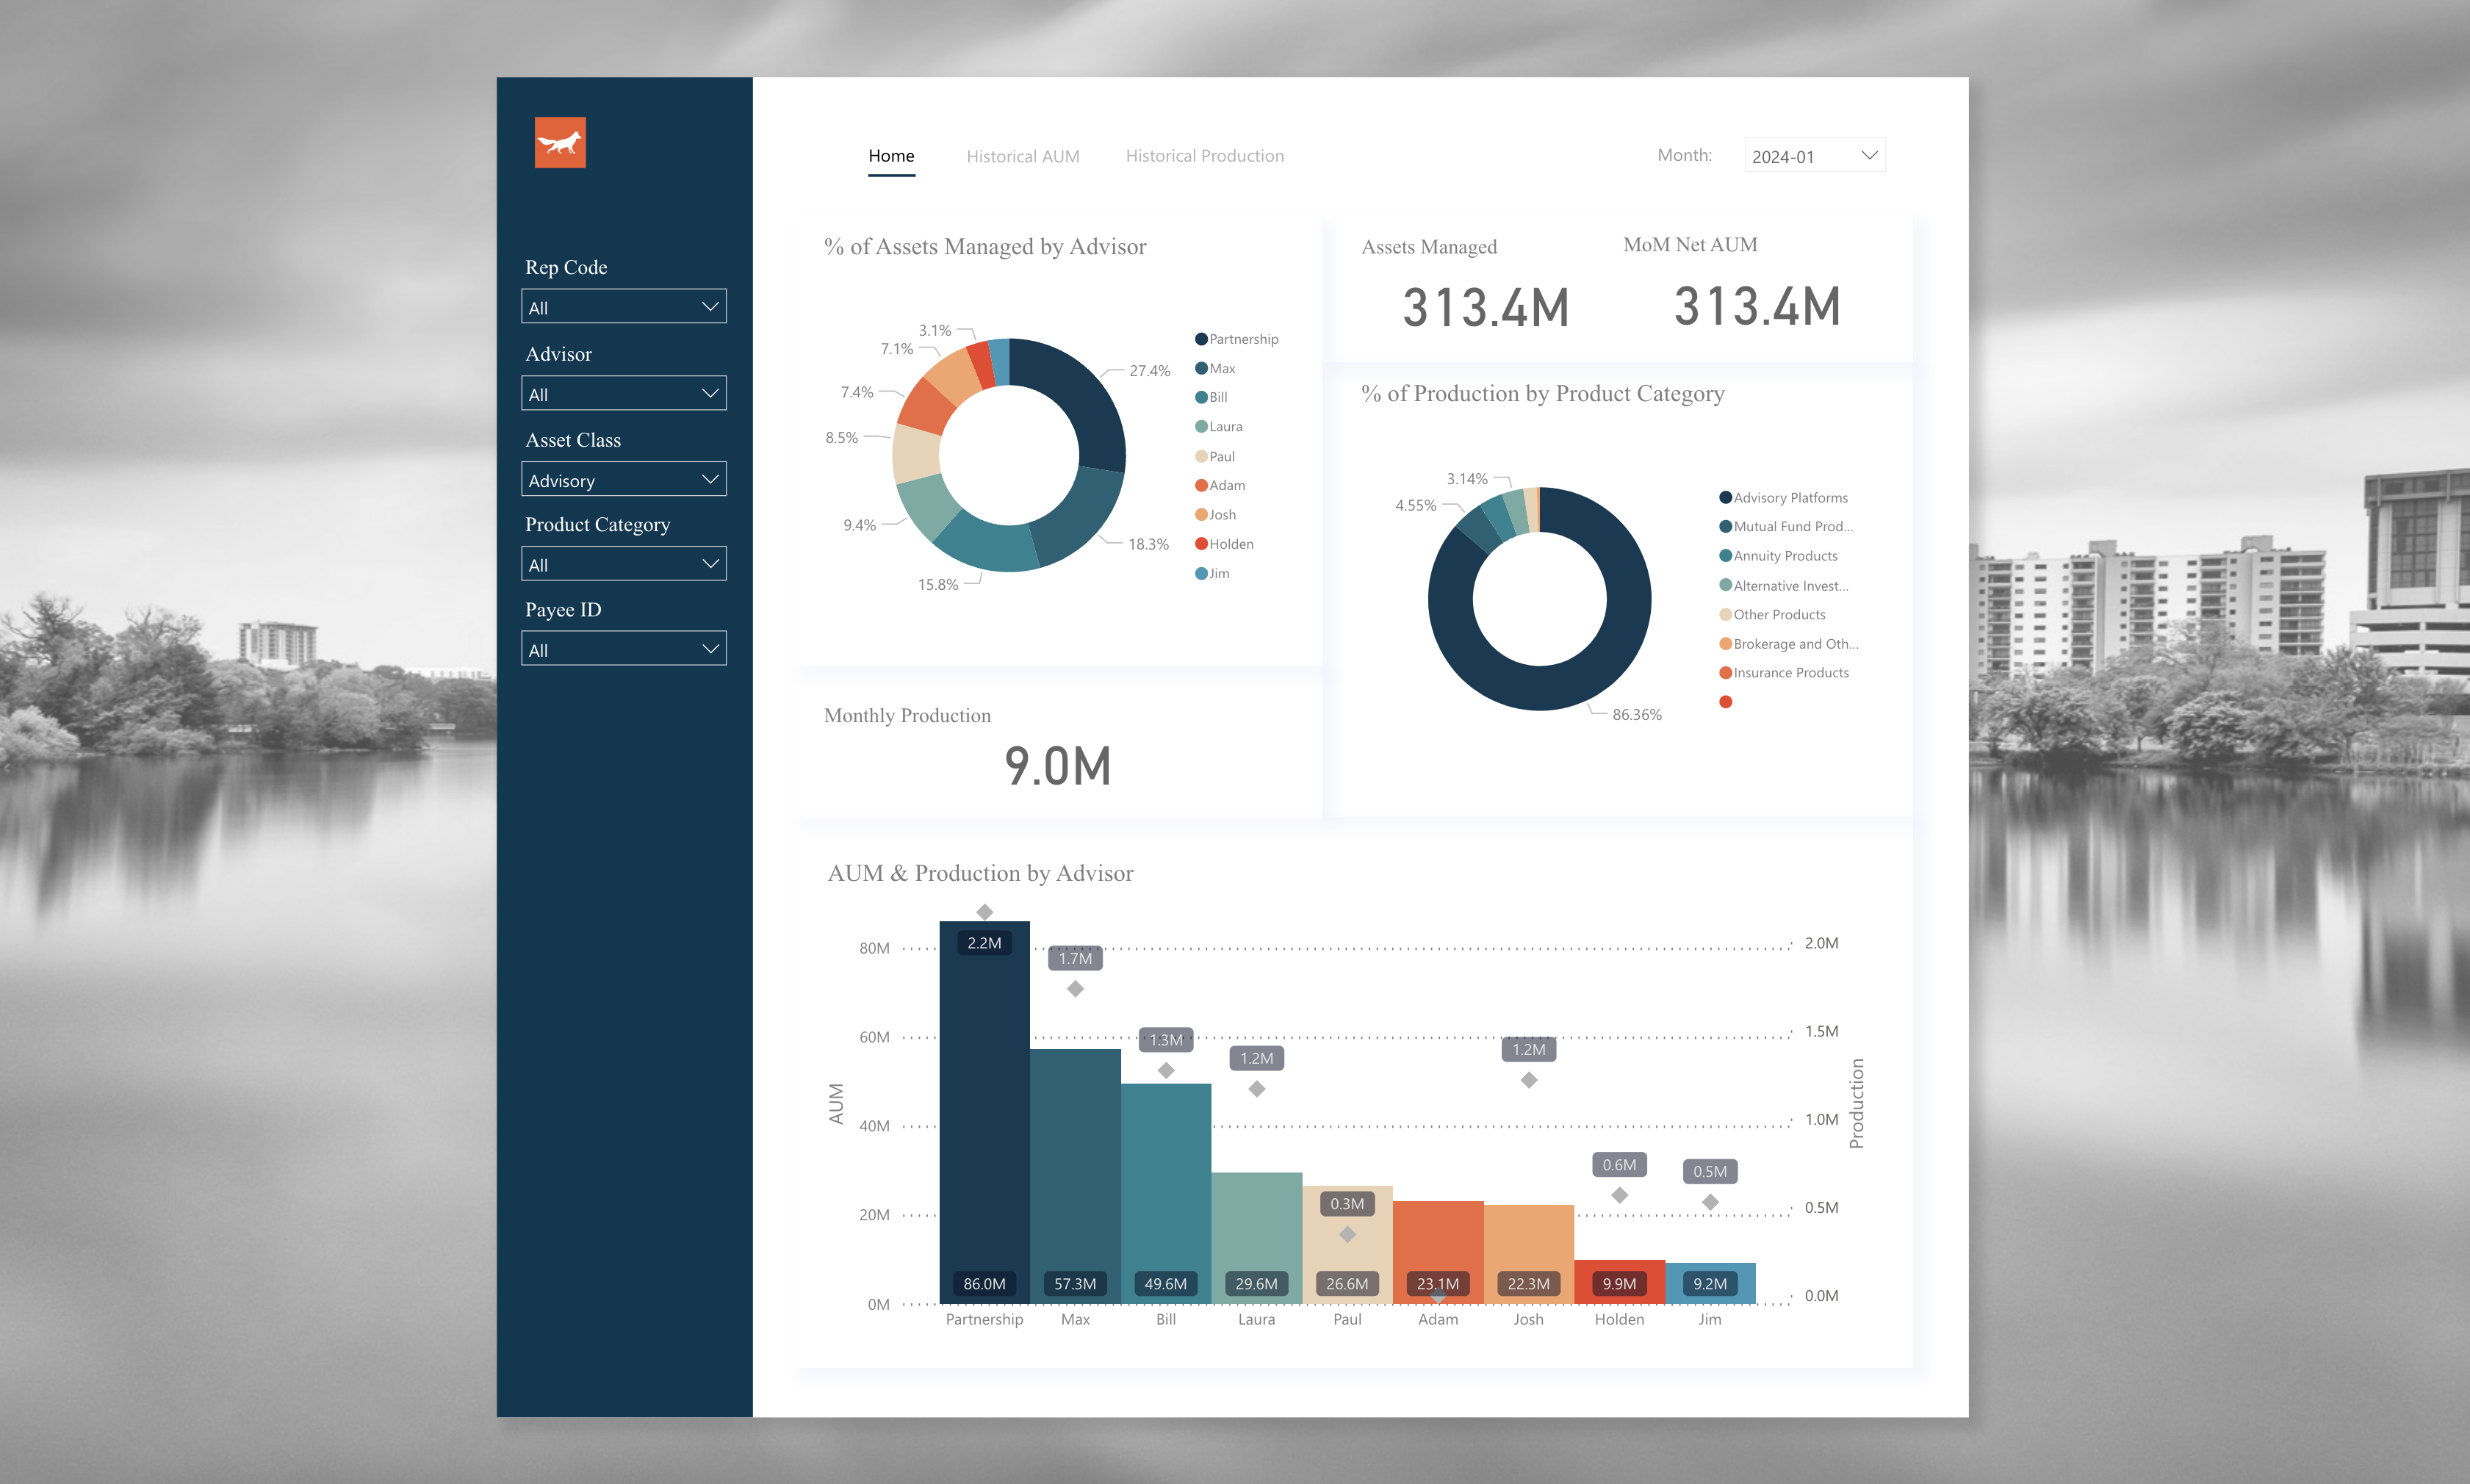 Home
Historical AUM
Historical Production
Month:
2024-01
Rep Code
All
Advisor
All
Asset Class
Advisory
Product Category
All
Payee ID
All
% of Assets Managed by Advisor
3.1%
7.1%
7.4%
8.5%
9.4%
15.8%
18.3%
27.4%
Partnership
Max
Bill
Laura
Paul
Adam
Josh
Holden
Jim
Assets Managed
313.4M
MoM Net AUM
313.4M
% of Production by Product Category
3.14%
4.55%
86.36%
Advisory Platforms
Mutual Fund Prod...
Annuity Products
Alternative Invest...
Other Products
Brokerage and Oth...
Insurance Products
Monthly Production
9.0M
AUM & Production by Advisor
AUM
80M
60M
40M
20M
0M
2.2M
1.7M
1.3M
1.2M
0.3M
1.2M
0.6M
0.5M
86.0M
57.3M
49.6M
29.6M
26.6M
23.1M
22.3M
9.9M
9.2M
Partnership
Max
Bill
Laura
Paul
Adam
Josh
Holden
Jim
2.0M
1.5M
1.0M
0.5M
0.0M
Production